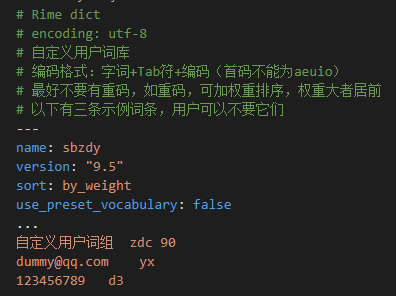 # Rime dict
# encoding: utf-8
# 自定义用户词库
# 编码格式：字词+Tab符+编码（首码不能为aeuio）
# 最好不要有重码，如重码，可加权重排序，权重大者居前
# 以下有三条示例词条，用户可以不要它们
---
name: sbzdy
version: "9.5"
sort: by_weight
use_preset_vocabulary: false
...
自定义用户词组	zdc 90
dummy@qq.com	yx
123456789	d3